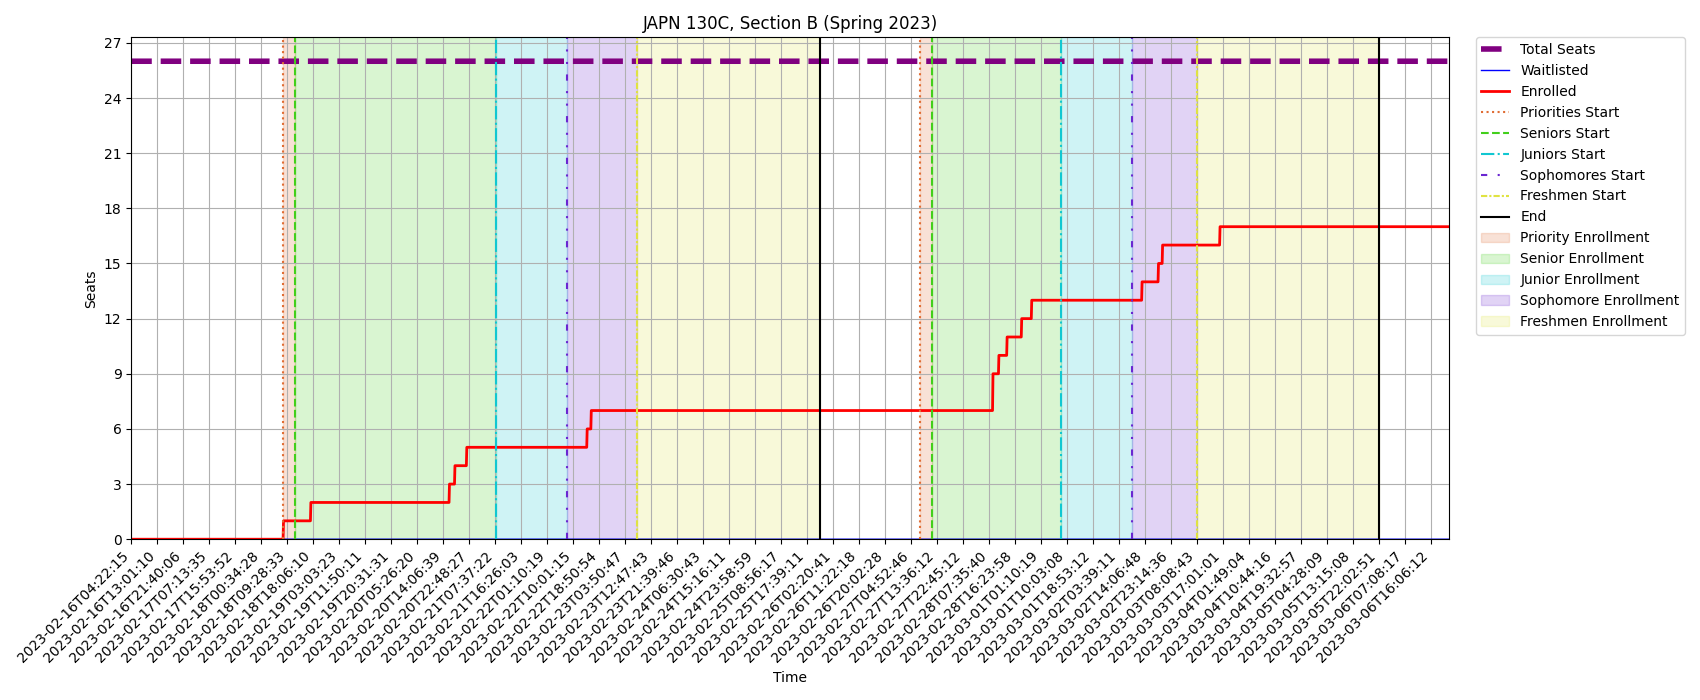 JAPN 130C, Section B (Spring 2023)
27
24
21
18
15
12
9
6
3
0
Seats
2023-02-16T04:22:15
2023-02-16T13:01:10
2023-02-16T21:40:06
2023-02-17T07:13:35
2023-02-17T15:53:52
2023-02-18T00:34:28
2023-02-18T09:28:33
2023-02-18T18:06:10
2023-02-19T03:03:23
2023-02-19T11:50:11
2023-02-19T20:31:31
2023-02-20T05:26:20
2023-02-20T14:06:39
2023-02-20T22:48:27
2023-02-21T07:37:22
2023-02-21T16:26:03
2023-02-22T01:10:19
2023-02-22T10:01:15
2023-02-22T18:50:54
2023-02-23T03:50:47
2023-02-23T12:47:43
2023-02-23T21:39:46
2023-02-24T06:30:43
2023-02-24T15:16:11
2023-02-24T23:58:59
2023-02-25T08:56:17
2023-02-25T17:39:11
2023-02-26T02:20:41
2023-02-26T11:22:18
2023-02-26T20:02:28
2023-02-27T04:52:46
2023-02-27T13:36:12
2023-02-27T22:45:12
2023-02-28T07:35:40
2023-02-28T16:23:58
2023-03-01T01:10:19
2023-03-01T10:03:08
2023-03-01T18:53:12
2023-03-02T03:39:11
2023-03-02T14:06:48
2023-03-02T23:14:36
2023-03-03T08:08:43
2023-03-03T17:01:01
2023-03-04T01:49:04
2023-03-04T10:44:16
2023-03-04T19:32:57
2023-03-05T04:28:09
2023-03-05T13:15:08
2023-03-05T22:02:51
2023-03-06T07:08:17
2023-03-06T16:06:12
Time
Total Seats
Waitlisted
Enrolled
Priorities Start
Seniors Start
Juniors Start
Sophomores Start
Freshmen Start
End
Priority Enrollment
Senior Enrollment
Junior Enrollment
Sophomore Enrollment
Freshmen Enrollment